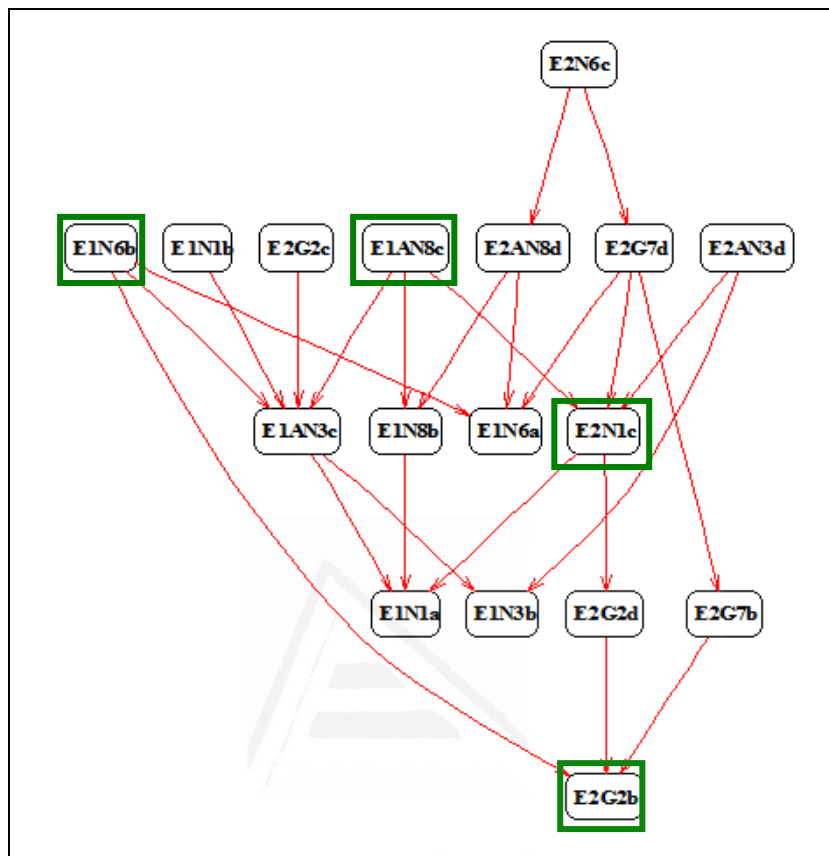 E2N6c
E1N6b E1N1b E2G2c E1AN8c E2AN8d E2G7d E2AN3d
E1AN3c E1N8b E1N6a E2N1c
E1N1a E1N3b E2G2d E2G7b
E2G2b